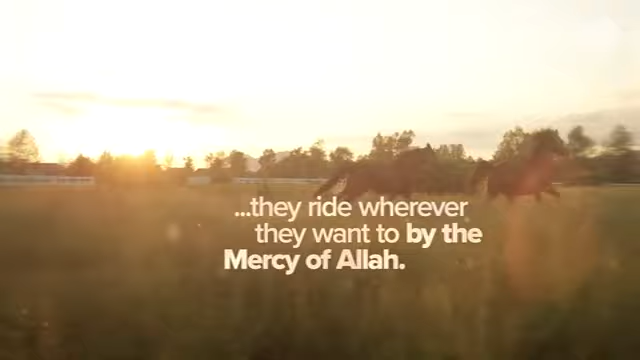 ...they ride wherever
they want to by the
Mercy of Allah.